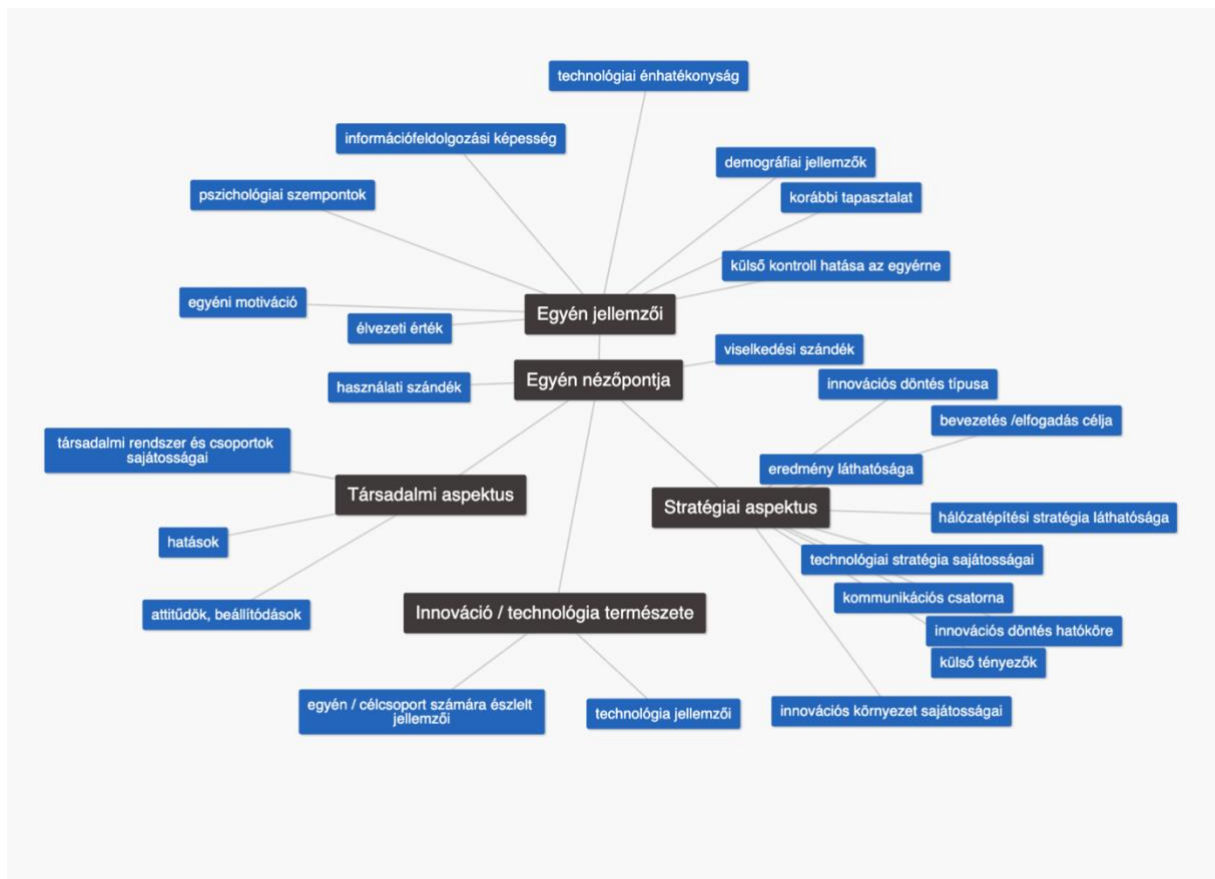 technológiai énhatékonyság
információfeldolgozási képesség
demográfiai jellemzők
pszichológiai szempontok
korábbi tapasztalat
külső kontroll hatása az egyérne
egyéni motiváció
Egyén jellemzői
élvezeti érték
viselkedési szándék
Egyén nézőpontja
használati szándék
innovációs döntés típusa
bevezetés /elfogadás célja
társadalmi rendszer és csoportok
sajátosságai
eredmény láthatósága
Társadalmi aspektus
Stratégiai aspektus
hálózatépítési stratégia láthatósága
hatások
technológiai stratégia sajátosságai
kommunikációs csatorna
attitűdök, beállítódások
Innováció / technológia természete
innovációs döntés hatóköre
külső tényezők
egyén / célcsoport számára észlelt
jellemzői
technológia jellemzői
innovációs környezet sajátosságai